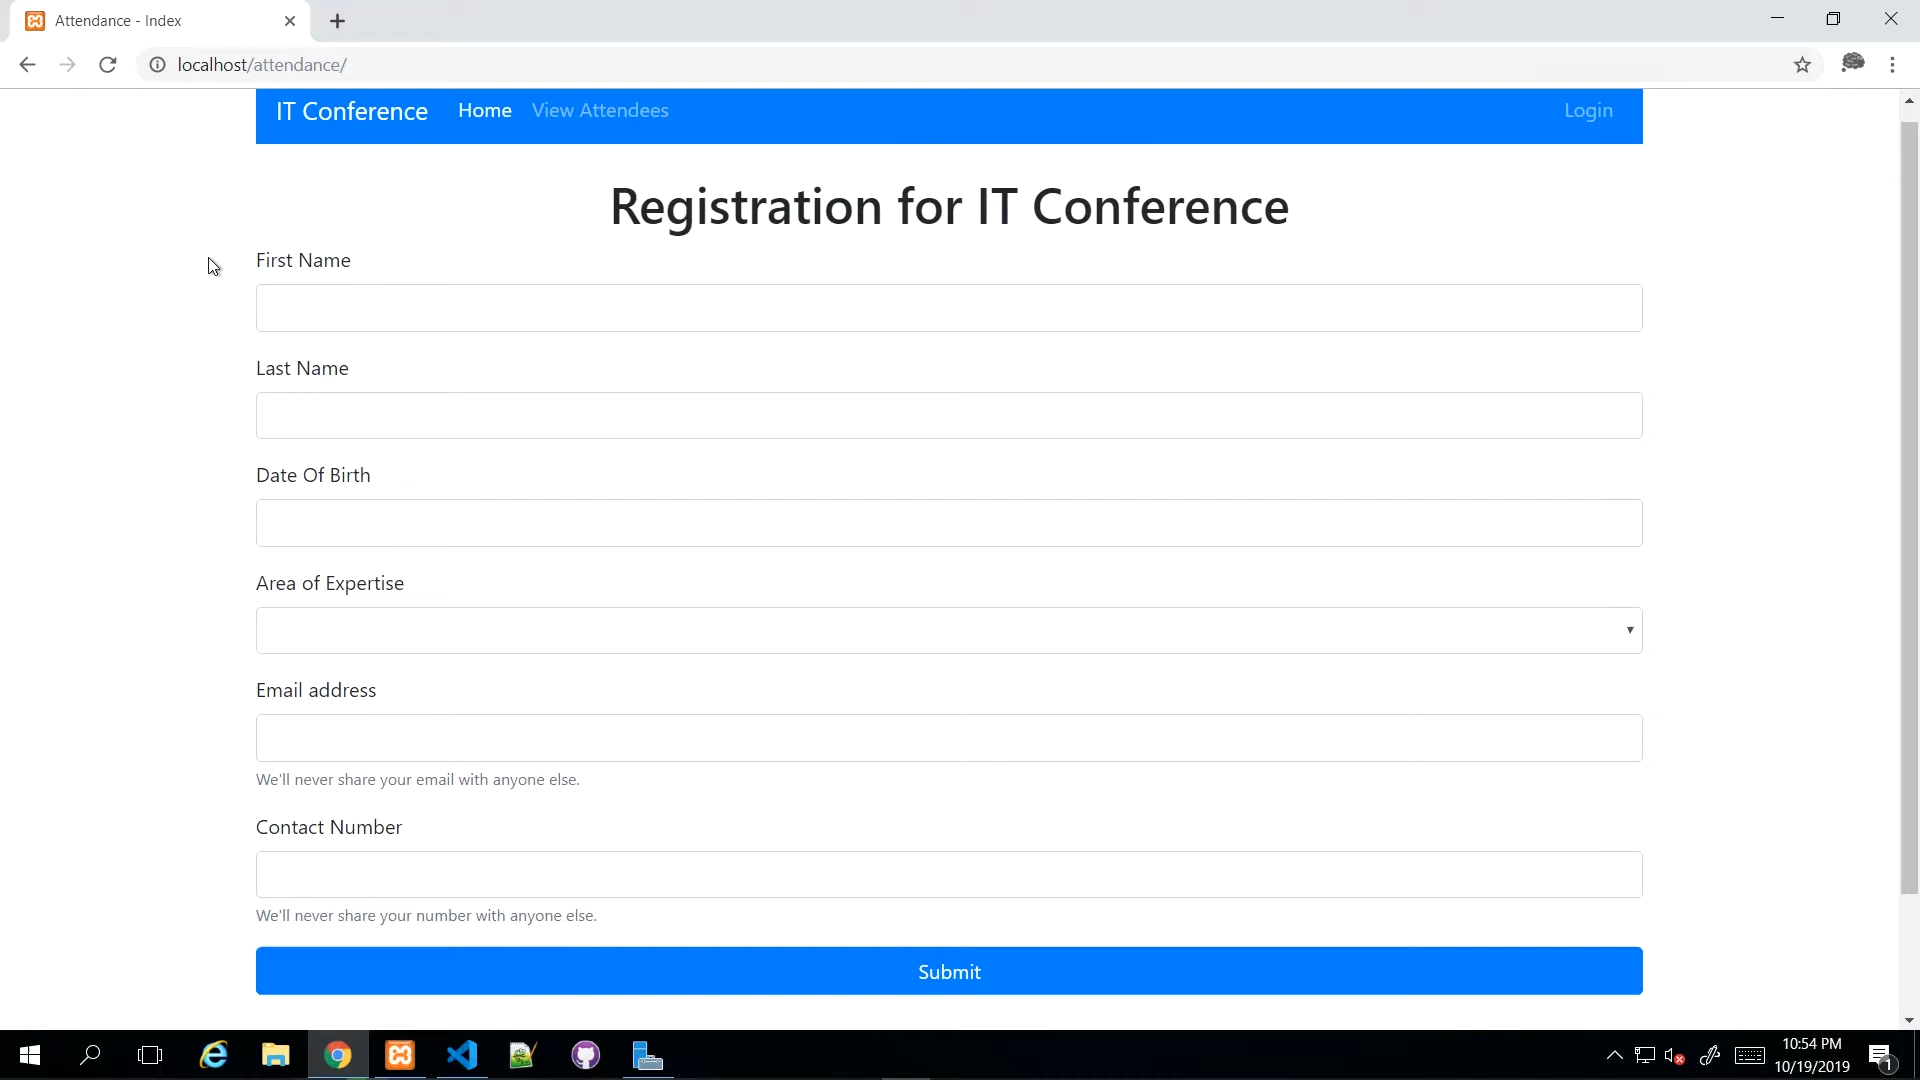 Attendance - Index
localhost/attendance/
IT Conference Home View Attendees Login
Registration for IT Conference
First Name
Last Name
Date Of Birth
Area of Expertise
Email address
We'll never share your email with anyone else.
Contact Number
We'll never share your number with anyone else.
Submit
10:54 PM
10/19/2019
1